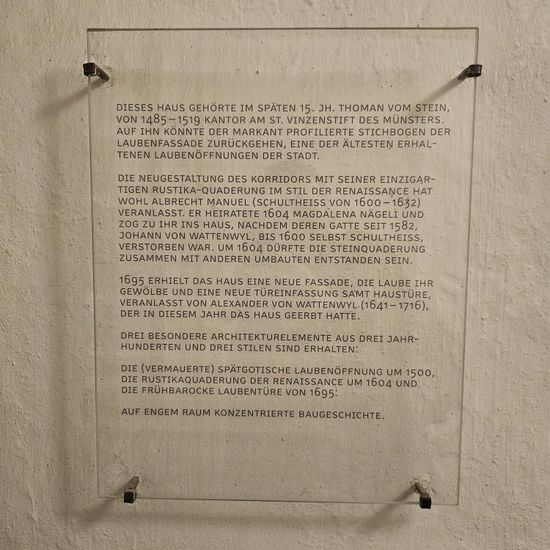 DIESES HAUS GEHÖRTE IM SPÄTEN 15. JH. THOMAN VOM STEIN,
VON 1485–1519 KANTOR AM ST. VINZENSTIFT DES MÜNSTERS.
AUF IHN KÖNNTE DER MARKANT PROFILIERTE STICHBOGEN DER
LAUBENFASSADE ZURÜCKGEHEN, EINE DER ÄLTESTEN ERHAL-
TENEN LAUBENÖFFNUNGEN DER STADT.
DIE NEUGESTALTUNG DES KORRIDORS MIT SEINER EINZIGAR-
TIGEN RUSTIKA-QUADERUNG IM STIL DER RENAISSANCE HAT
WOHL ALBRECHT MANUEL (SCHULTHEISS VON 1600–1632)
VERANLASST. ER HEIRATETE 1604 MAGDALENA NÄGELI UND
ZOG ZU IHR INS HAUS, NACHDEM DEREN GATTE SEIT 1582,
JOHANN VON WATTENWYL, BIS 1600 SELBST SCHULTHEISS,
VERSTORBEN WAR. UM 1604 DÜRFTE DIE STEINQUADERUNG
ZUSAMMEN MIT ANDEREN UMBAUTEN ENTSTANDEN SEIN.
1695 ERHIELT DAS HAUS EINE NEUE FASSADE, DIE LAUBE IHR
GEWÖLBE UND EINE NEUE TÜREINFASSUNG SAMT HAUSTÜRE,
VERANLASST VON ALEXANDER VON WATTENWYL (1641–1716),
DER IN DIESEM JAHR DAS HAUS GEERBT HATTE.
DREI BESONDERE ARCHITEKTURELEMENTE AUS DREI JAHR-
HUNDERTEN UND DREI STILEN SIND ERHALTEN:
DIE (VERMAUERTE) SPÄTGOTISCHE LAUBENÖFFNUNG UM 1500,
DIE RUSTIKAQUADERUNG DER RENAISSANCE UM 1604 UND
DIE FRÜHBAROCKE LAUBENTÜRE VON 1695:
AUF ENGEM RAUM KONZENTRIERTE BAUGESCHICHTE.